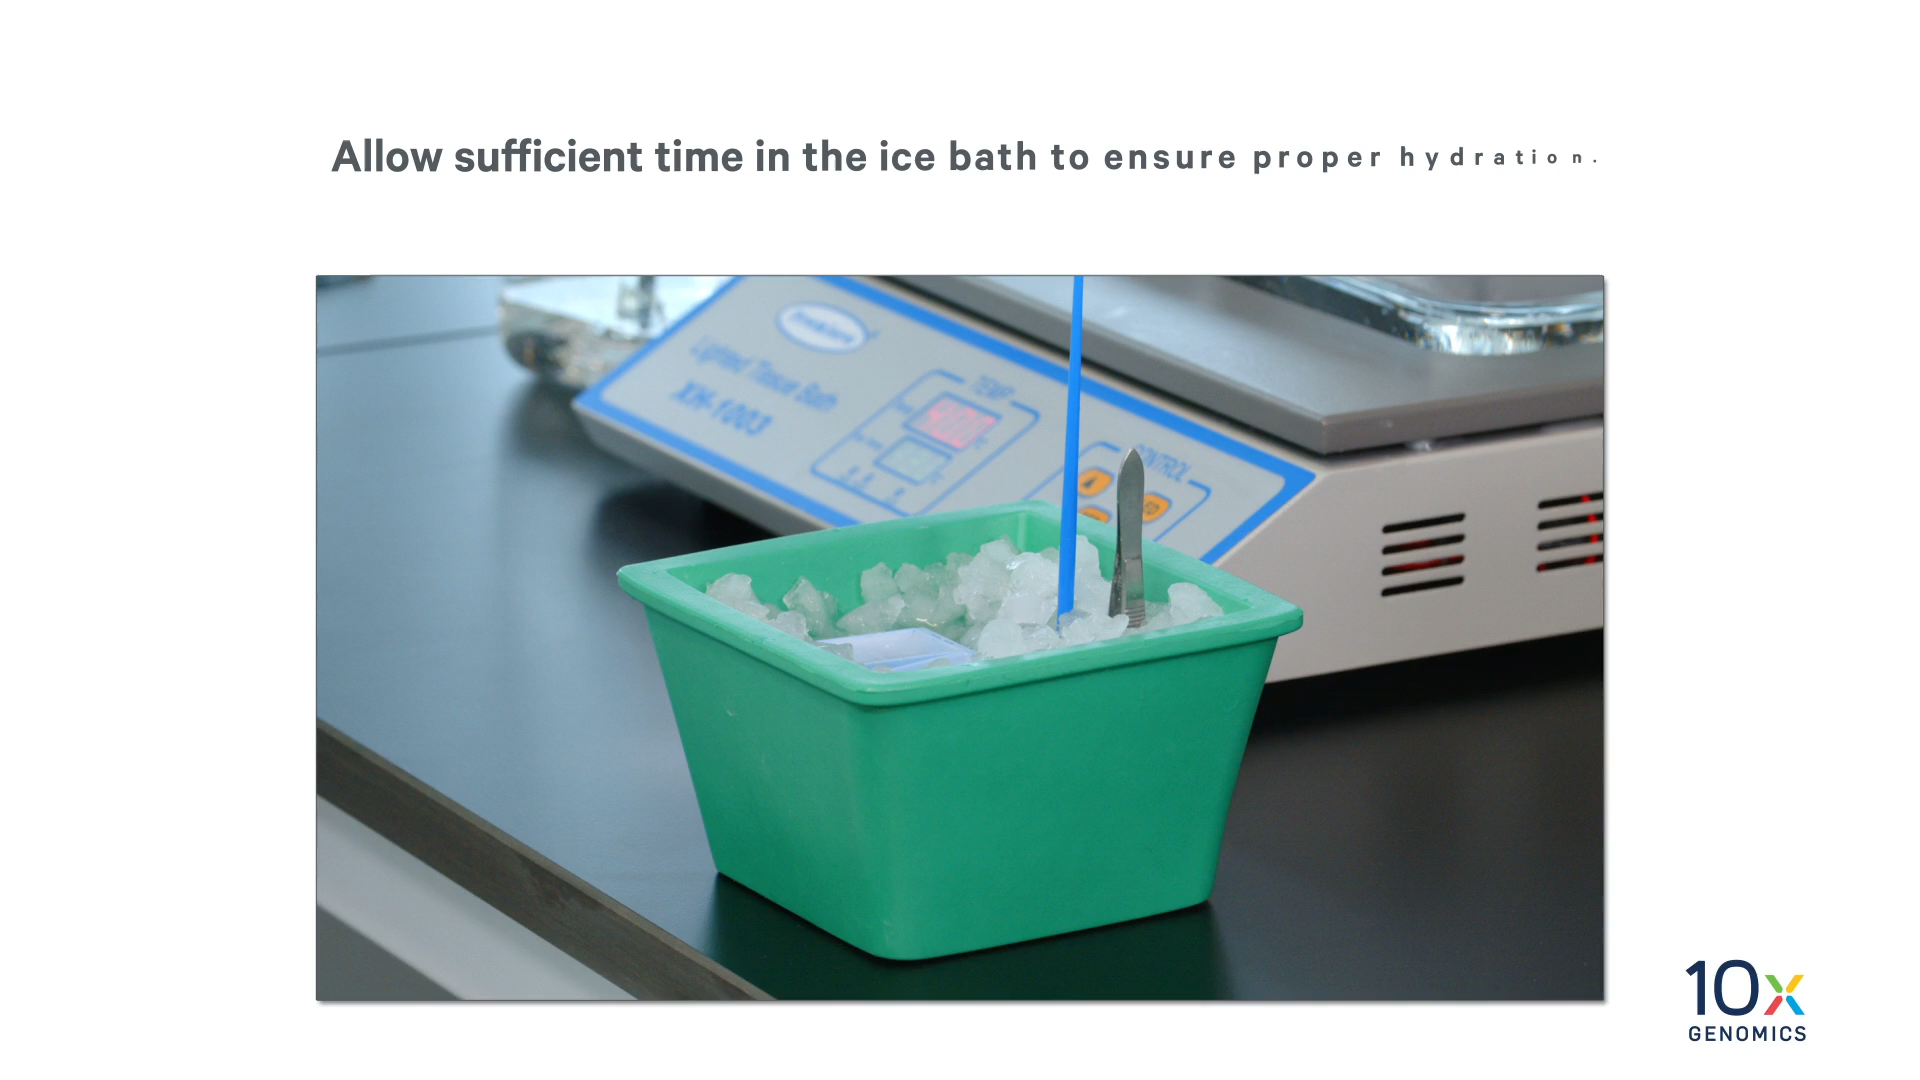 Allow sufficient time in the ice bath to ensure proper hydration.
Lighted Tissue Bath
XH-1003
TEMP
CONTROL
10x
GENOMICS